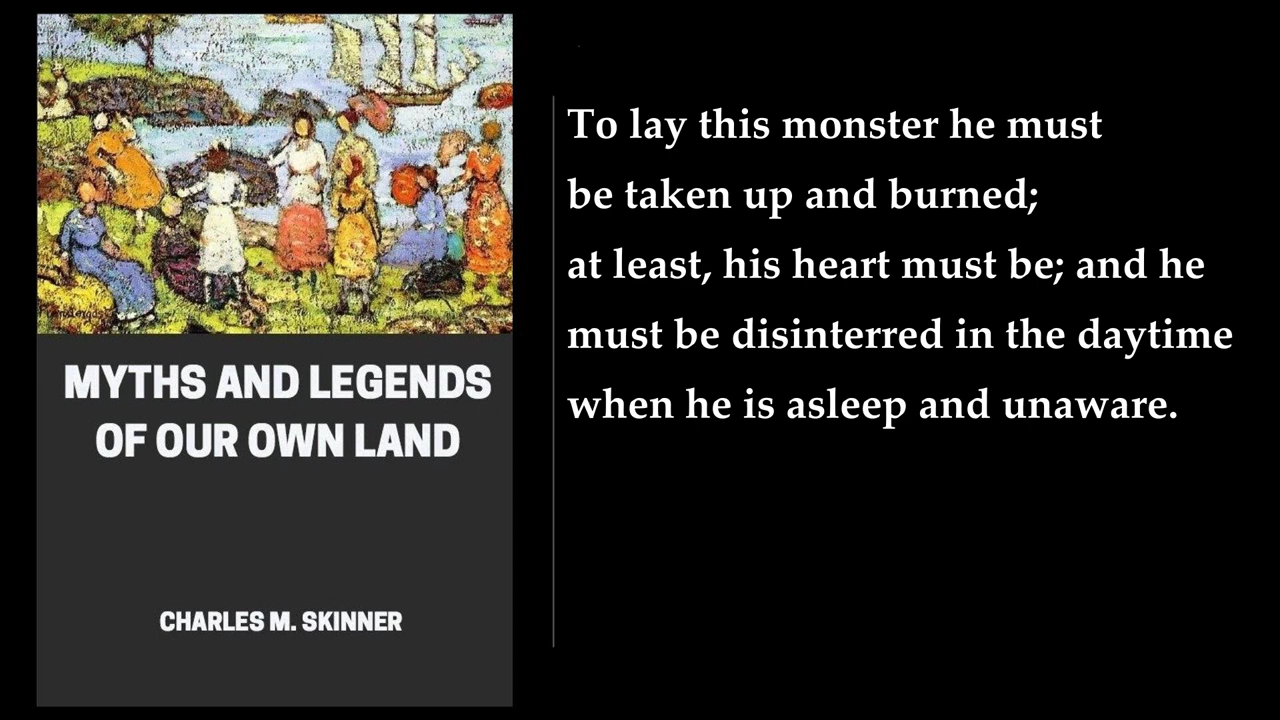 MYTHS AND LEGENDS
OF OUR OWN LAND
CHARLES M. SKINNER
To lay this monster he must
be taken up and burned;
at least, his heart must be; and he
must be disinterred in the daytime
when he is asleep and unaware.